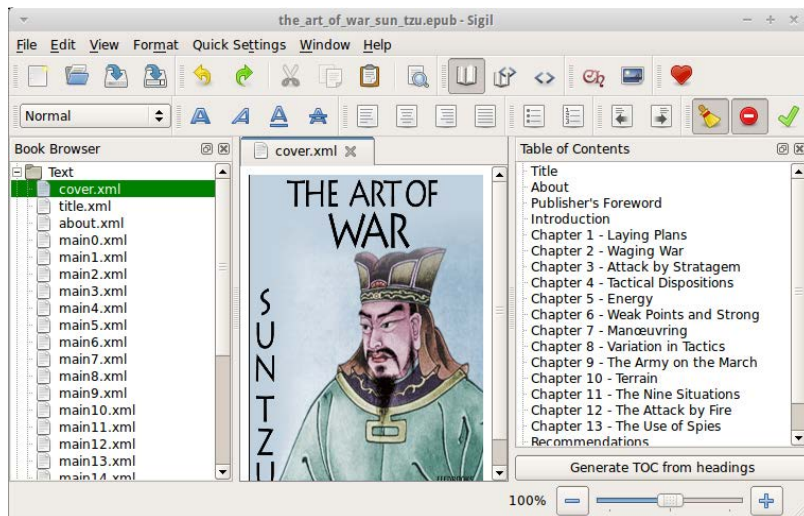 the_art_of_war_sun_tzu.epub - Sigil
File Edit View Format Quick Settings Window Help
Normal
A A A A
Book Browser
Text
cover.xml
title.xml
about.xml
main0.xml
main1.xml
main2.xml
main3.xml
main4.xml
main5.xml
main6.xml
main7.xml
main8.xml
main9.xml
main10.xml
main11.xml
main12.xml
main13.xml
main14.xml
cover.xml
THE ART OF
WAR
SUN TZU
Table of Contents
Title
About
Publisher's Foreword
Introduction
Chapter 1 - Laying Plans
Chapter 2 - Waging War
Chapter 3 - Attack by Stratagem
Chapter 4 - Tactical Dispositions
Chapter 5 - Energy
Chapter 6 - Weak Points and Strong
Chapter 7 - Manœuvring
Chapter 8 - Variation in Tactics
Chapter 9 - The Army on the March
Chapter 10 - Terrain
Chapter 11 - The Nine Situations
Chapter 12 - The Attack by Fire
Chapter 13 - The Use of Spies
Recommendations
Generate TOC from headings
100%